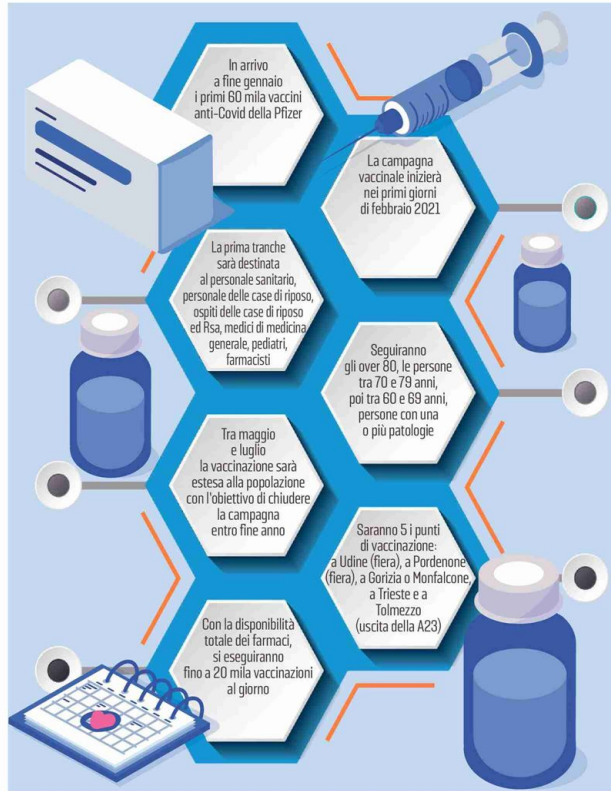 In arrivo
a fine gennaio
i primi 60 mila vaccini
anti-Covid della Pfizer
La campagna
vaccinale inizierà
nei primi giorni
di febbraio 2021
La prima tranche
sarà destinata
al personale sanitario,
personale delle case di riposo,
ospiti delle case di riposo
ed Rsa, medici di medicina
generale, pediatri,
farmacisti
Seguiranno
gli over 80, le persone
tra 70 e 79 anni,
poi tra 60 e 69 anni,
persone con una
o più patologie
Tra maggio
e luglio
la vaccinazione sarà
estesa alla popolazione
con l'obiettivo di chiudere
la campagna
entro fine anno
Saranno 5 i punti
di vaccinazione:
a Udine (fiera), a Pordenone
(fiera), a Gorizia o Monfalcone,
a Trieste e a
Tolmezzo
(uscita della A23)
Con la disponibilità
totale dei farmaci,
si eseguiranno
fino a 20 mila vaccinazioni
al giorno